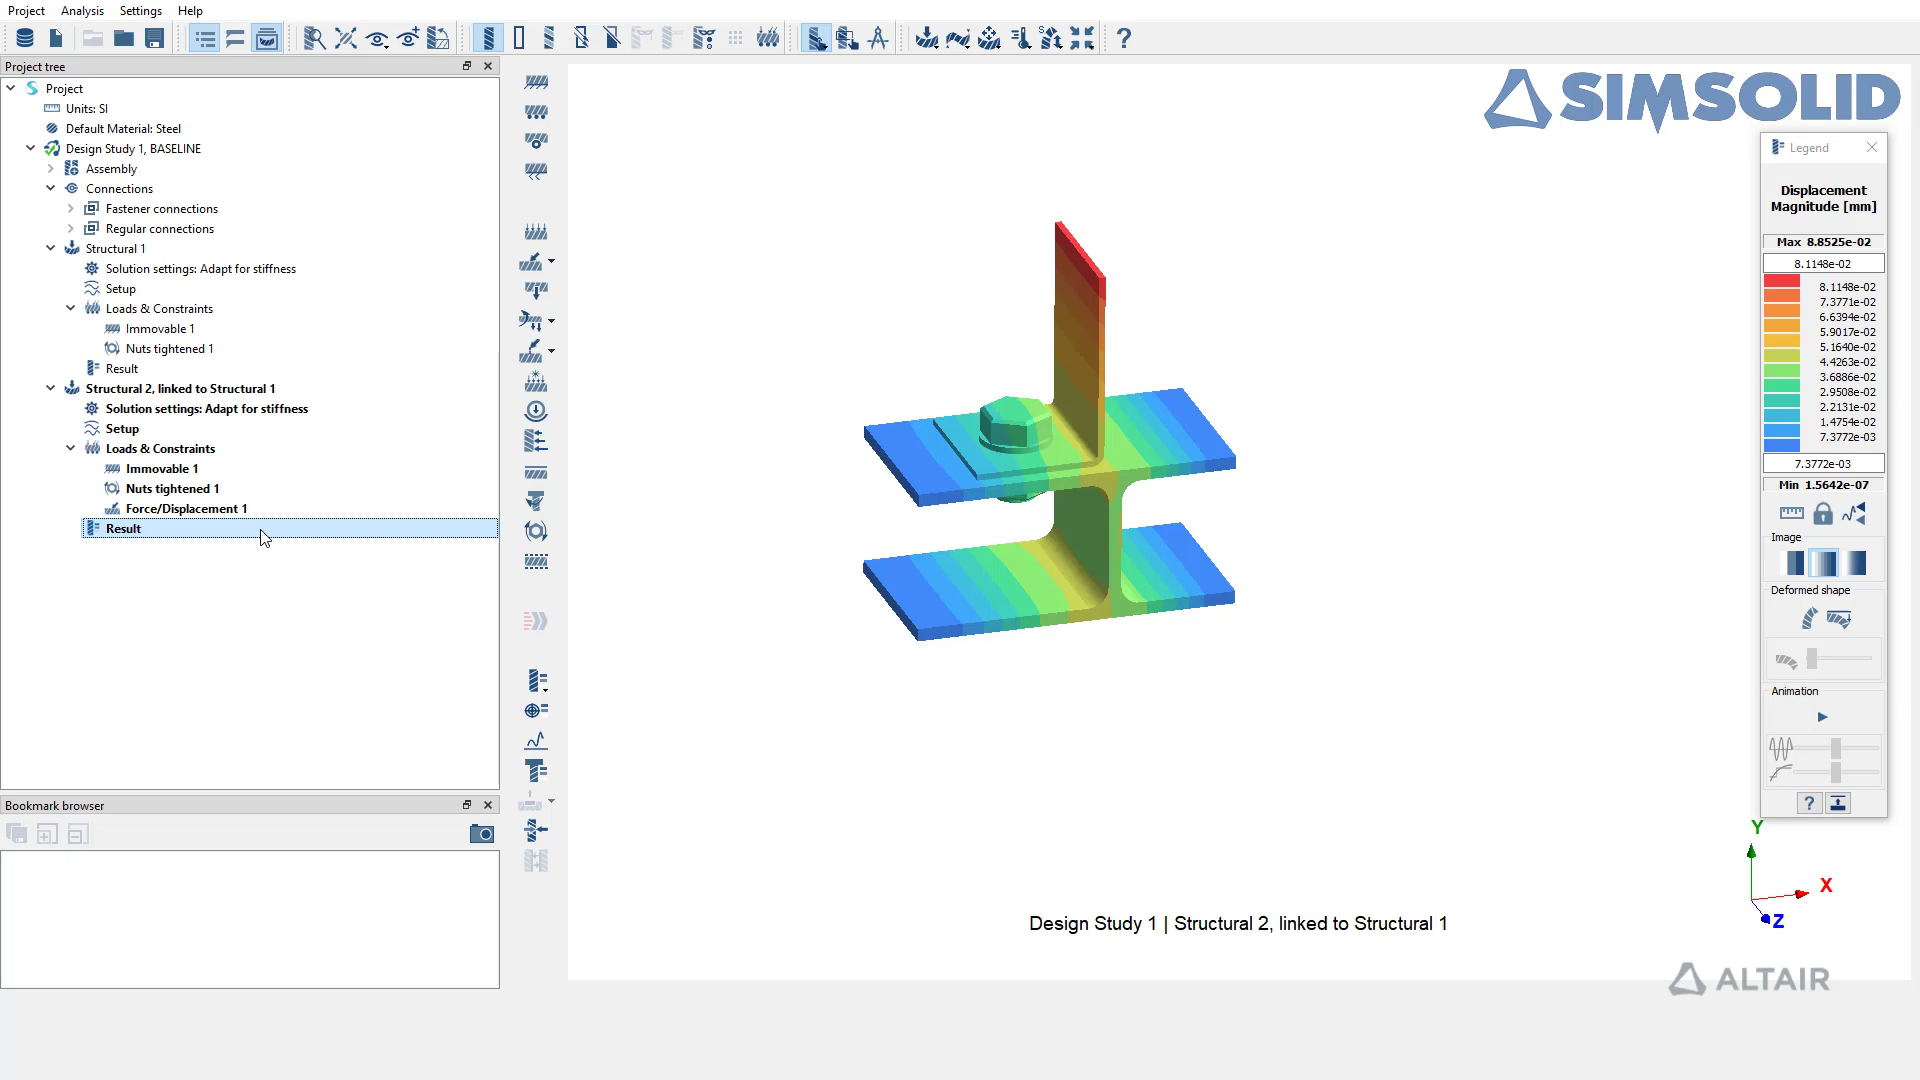 Project Analysis Settings Help
Project tree
Project
Units: SI
Default Material: Steel
Design Study 1, BASELINE
Assembly
Connections
Fastener connections
Regular connections
Structural 1
Solution settings: Adapt for stiffness
Setup
Loads & Constraints
Immovable 1
Nuts tightened 1
Result
Structural 2, linked to Structural 1
Solution settings: Adapt for stiffness
Setup
Loads & Constraints
Immovable 1
Nuts tightened 1
Force/Displacement 1
Result
Bookmark browser
SIMSOLID
Legend
Displacement
Magnitude [mm]
Max 8.8525e-02
8.1148e-02
8.1148e-02
7.3771e-02
6.6394e-02
5.9017e-02
5.1640e-02
4.4263e-02
3.6886e-02
2.9508e-02
2.2131e-02
1.4754e-02
7.3772e-03
7.3772e-03
Min 1.5642e-07
Image
Deformed shape
Animation
?
Y
X
Z
Design Study 1 | Structural 2, linked to Structural 1
ALTAIR